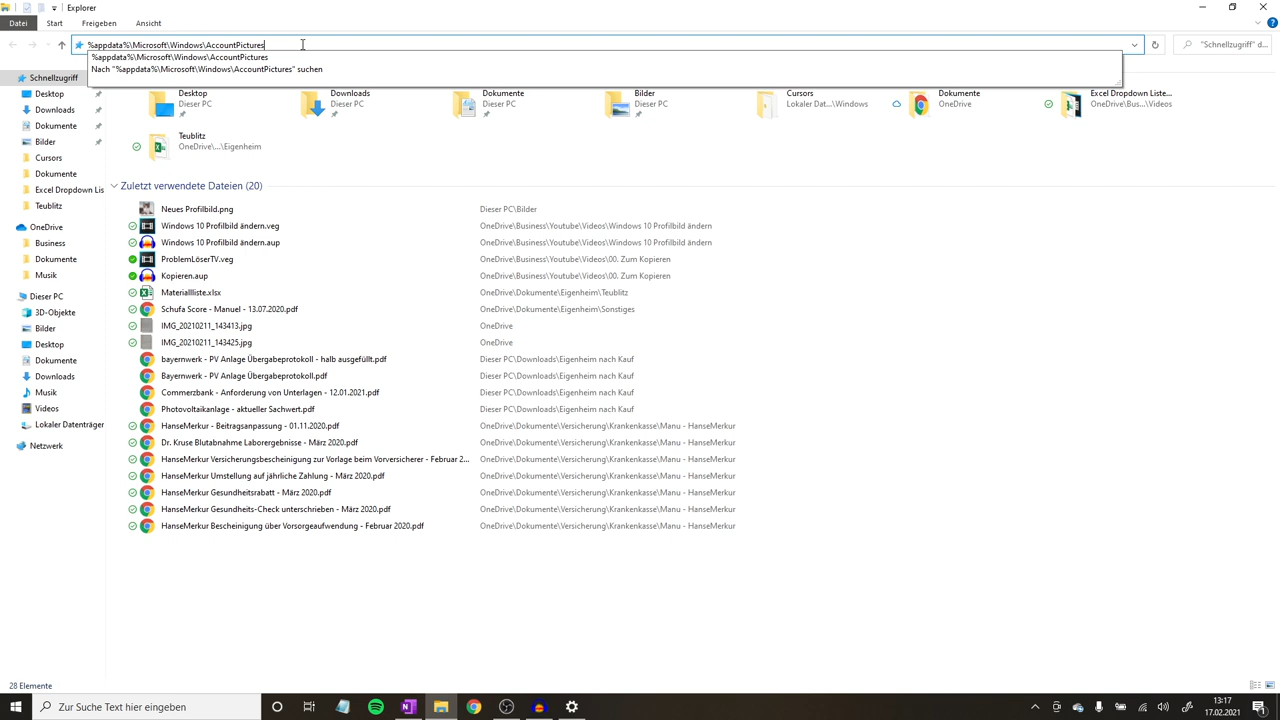 Explorer
Datei Start Freigeben Ansicht
%appdata%\Microsoft\Windows\AccountPictures
"Schnellzugriff" d...
%appdata%\Microsoft\Windows\AccountPictures
Nach "%appdata%\Microsoft\Windows\AccountPictures" suchen
Schnellzugriff
Desktop
Downloads
Dokumente
Bilder
Cursors
Dokumente
Excel Dropdown Lis
Teublitz
OneDrive
Business
Dokumente
Musik
Dieser PC
3D-Objekte
Bilder
Desktop
Dokumente
Downloads
Musik
Videos
Lokaler Datenträger
Netzwerk
Desktop
Dieser PC
Downloads
Dieser PC
Dokumente
Dieser PC
Bilder
Dieser PC
Cursors
Lokaler Dat...\Windows
Dokumente
OneDrive
Excel Dropdown Liste...
OneDrive\Bus...\Videos
Teublitz
OneDrive\...\Eigenheim
Zuletzt verwendete Dateien (20)
Neues Profilbild.png Dieser PC\Bilder
Windows 10 Profilbild ändern.veg OneDrive\Business\Youtube\Videos\Windows 10 Profilbild ändern
Windows 10 Profilbild ändern.aup OneDrive\Business\Youtube\Videos\Windows 10 Profilbild ändern
ProblemLöserTV.veg OneDrive\Business\Youtube\Videos\00. Zum Kopieren
Kopieren.aup OneDrive\Business\Youtube\Videos\00. Zum Kopieren
Materiallliste.xlsx OneDrive\Dokumente\Eigenheim\Teublitz
Schufa Score - Manuel - 13.07.2020.pdf OneDrive\Dokumente\Eigenheim\Sonstiges
IMG_20210211_143413.jpg OneDrive
IMG_20210211_143425.jpg OneDrive
bayernwerk - PV Anlage Übergabeprotokoll - halb ausgefüllt.pdf Dieser PC\Downloads\Eigenheim nach Kauf
Bayernwerk - PV Anlage Übergabeprotokoll.pdf Dieser PC\Downloads\Eigenheim nach Kauf
Commerzbank - Anforderung von Unterlagen - 12.01.2021.pdf Dieser PC\Downloads\Eigenheim nach Kauf
Photovoltaikanlage - aktueller Sachwert.pdf Dieser PC\Downloads\Eigenheim nach Kauf
HanseMerkur - Beitragsanpassung - 01.11.2020.pdf OneDrive\Dokumente\Versicherung\Krankenkasse\Manu - HanseMerkur
Dr. Kruse Blutabnahme Laborergebnisse - März 2020.pdf OneDrive\Dokumente\Versicherung\Krankenkasse\Manu - HanseMerkur
HanseMerkur Versicherungsbescheinigung zur Vorlage beim Vorversicherer - Februar 2... OneDrive\Dokumente\Versicherung\Krankenkasse\Manu - HanseMerkur
HanseMerkur Umstellung auf jährliche Zahlung - März 2020.pdf OneDrive\Dokumente\Versicherung\Krankenkasse\Manu - HanseMerkur
HanseMerkur Gesundheitsrabatt - März 2020.pdf OneDrive\Dokumente\Versicherung\Krankenkasse\Manu - HanseMerkur
HanseMerkur Gesundheits-Check unterschrieben - März 2020.pdf OneDrive\Dokumente\Versicherung\Krankenkasse\Manu - HanseMerkur
HanseMerkur Bescheinigung über Vorsorgeaufwendung - Februar 2020.pdf OneDrive\Dokumente\Versicherung\Krankenkasse\Manu - HanseMerkur
28 Elemente
Zur Suche Text hier eingeben
13:17
17.02.2021